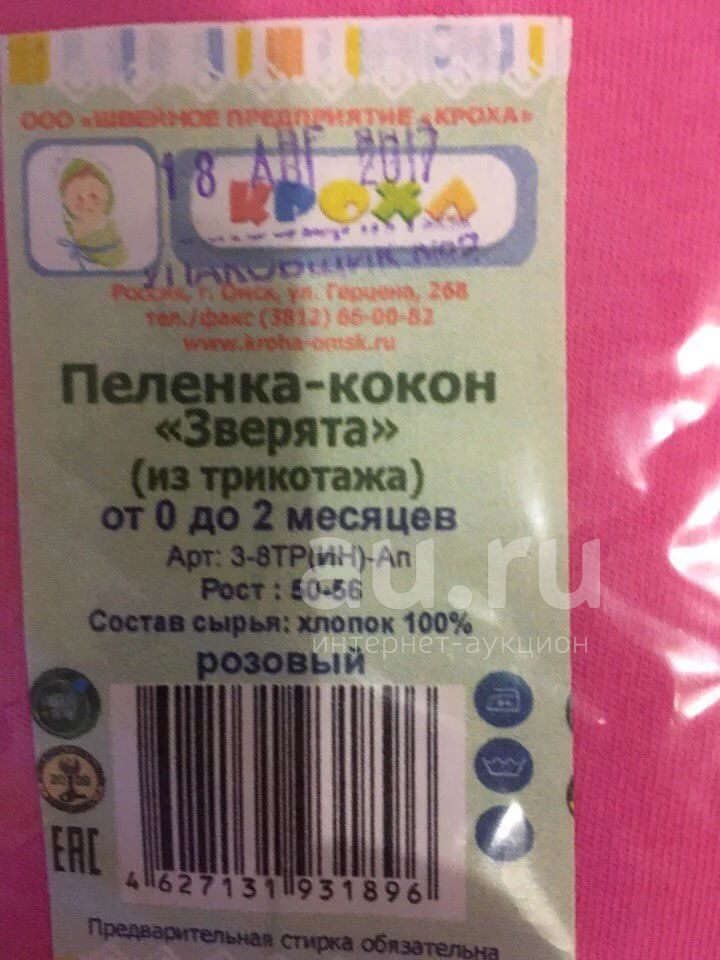 ООО «ШВЕЙНОЕ ПРЕДПРИЯТИЕ «КРОХА»
18 АВГ 2017
КРОХА
УПАКОВЩИК №02
Россия, г. Омск, ул. Герцена, 268
тел./факс (3812) 66-00-82
www.kroha-omsk.ru
Пеленка-кокон
«Зверята»
(из трикотажа)
от 0 до 2 месяцев
Арт: 3-8ТР(ИН)-Ап
Рост : 50-56
Состав сырья: хлопок 100%
розовый
au.ru
интернет-аукцион
EAC
4 627131 931896
Предварительная стирка обязательна